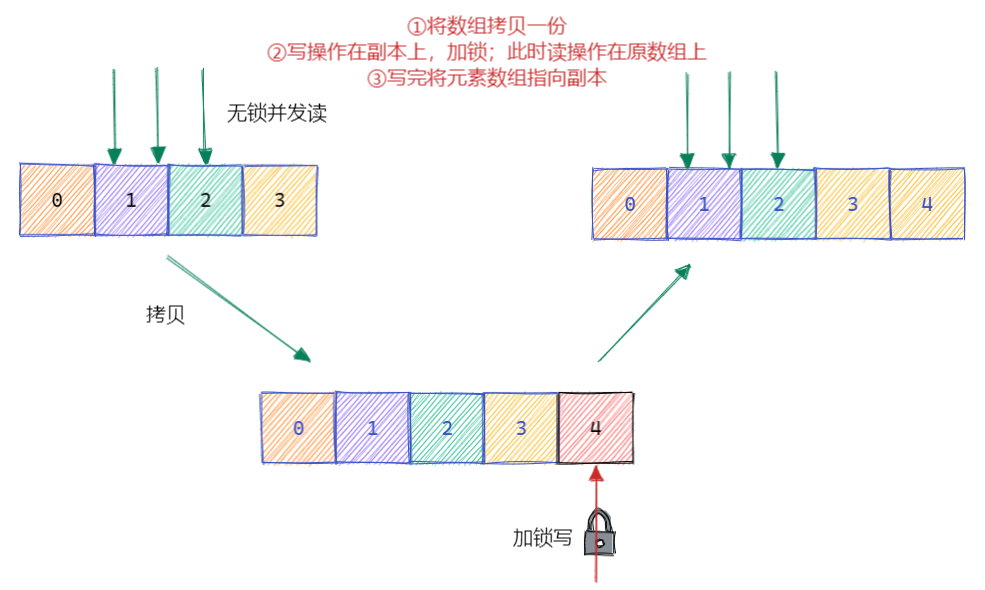 ①将数组拷贝一份
②写操作在副本上，加锁；此时读操作在原数组上
③写完将元素数组指向副本
无锁并发读
0 1 2 3
0 1 2 3 4
拷贝
0 1 2 3 4
加锁写